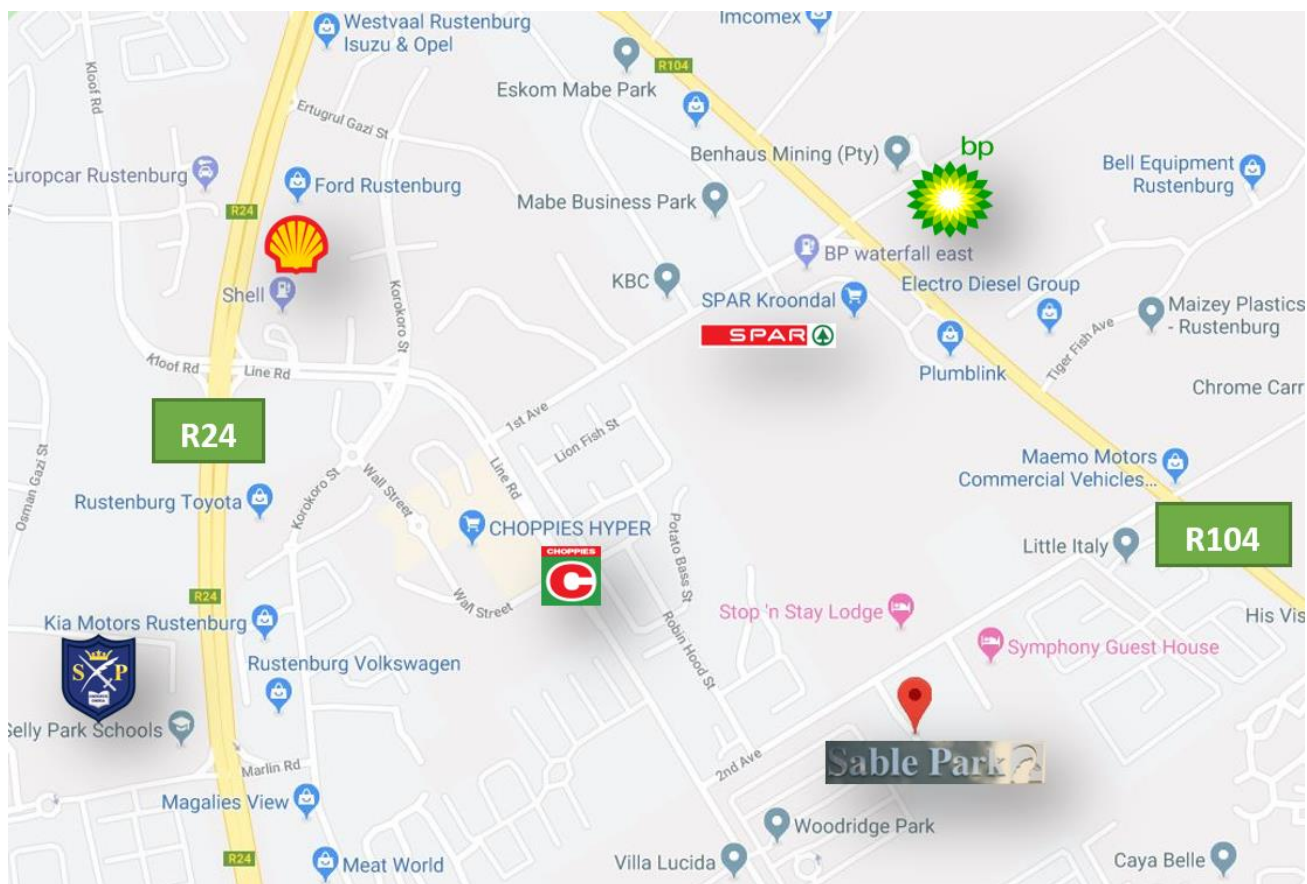 Imcomex
Westvaal Rustenburg
Isuzu & Opel
Kloof Rd
R104
Eskom Mabe Park
Ertugrul Gazi St
bp
Benhaus Mining (Pty)
Bell Equipment
Rustenburg
Europcar Rustenburg
Ford Rustenburg
Mabe Business Park
R24
BP waterfall east
KBC
Shell
SPAR Kroondal
Electro Diesel Group
Korokoro St
Maizey Plastics
- Rustenburg
SPAR
Tiger Fish Ave
Kloof Rd
Line Rd
Plumblink
Chrome Carr
R24
1st Ave
Lion Fish St
Osman Gazi St
Line Rd
Maemo Motors
Commercial Vehicles...
Wall Street
Korokoro St
Rustenburg Toyota
CHOPPIES HYPER
Potato Bass St
Little Italy
R104
CHOPPIES
C
R24
Wall Street
Stop 'n Stay Lodge
His Vis
Kia Motors Rustenburg
Robin Hood St
Symphony Guest House
S P
Rustenburg Volkswagen
Selly Park Schools
Sable Park
2nd Ave
Marlin Rd
Magalies View
Woodridge Park
R24
Meat World
Villa Lucida
Caya Belle